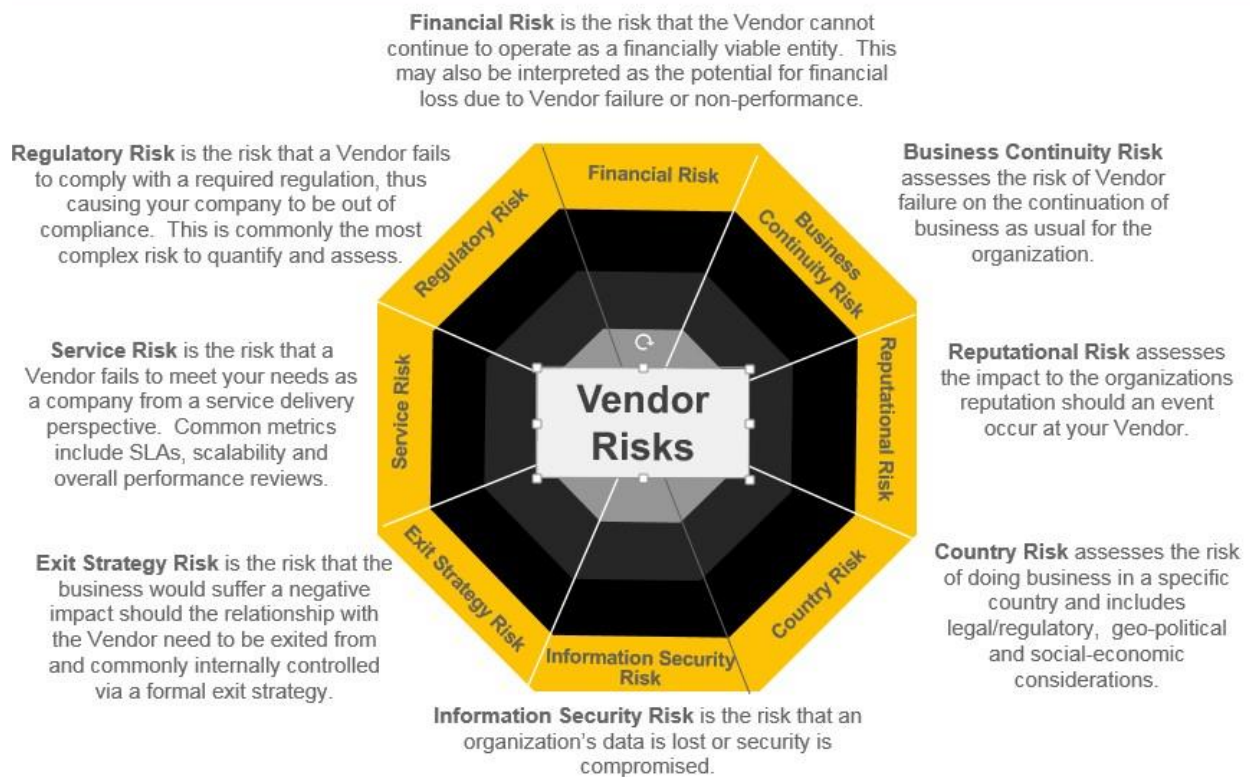 Financial Risk is the risk that the Vendor cannot
continue to operate as a financially viable entity. This
may also be interpreted as the potential for financial
loss due to Vendor failure or non-performance.
Regulatory Risk is the risk that a Vendor fails
to comply with a required regulation, thus
causing your company to be out of
compliance. This is commonly the most
complex risk to quantify and assess.
Business Continuity Risk
assesses the risk of Vendor
failure on the continuation of
business as usual for the
organization.
Service Risk is the risk that a
Vendor fails to meet your needs as
a company from a service delivery
perspective. Common metrics
include SLAs, scalability and
overall performance reviews.
Reputational Risk assesses
the impact to the organizations
reputation should an event
occur at your Vendor.
Exit Strategy Risk is the risk that the
business would suffer a negative
impact should the relationship with
the Vendor need to be exited from
and commonly internally controlled
via a formal exit strategy.
Country Risk assesses the risk
of doing business in a specific
country and includes
legal/regulatory, geo-political
and social-economic
considerations.
Information Security Risk is the risk that an
organization's data is lost or security is
compromised.
Financial Risk
Business
Continuity Risk
Reputational Risk
Country Risk
Information Security
Risk
Exit Strategy Risk
Service Risk
Regulatory Risk
Vendor
Risks